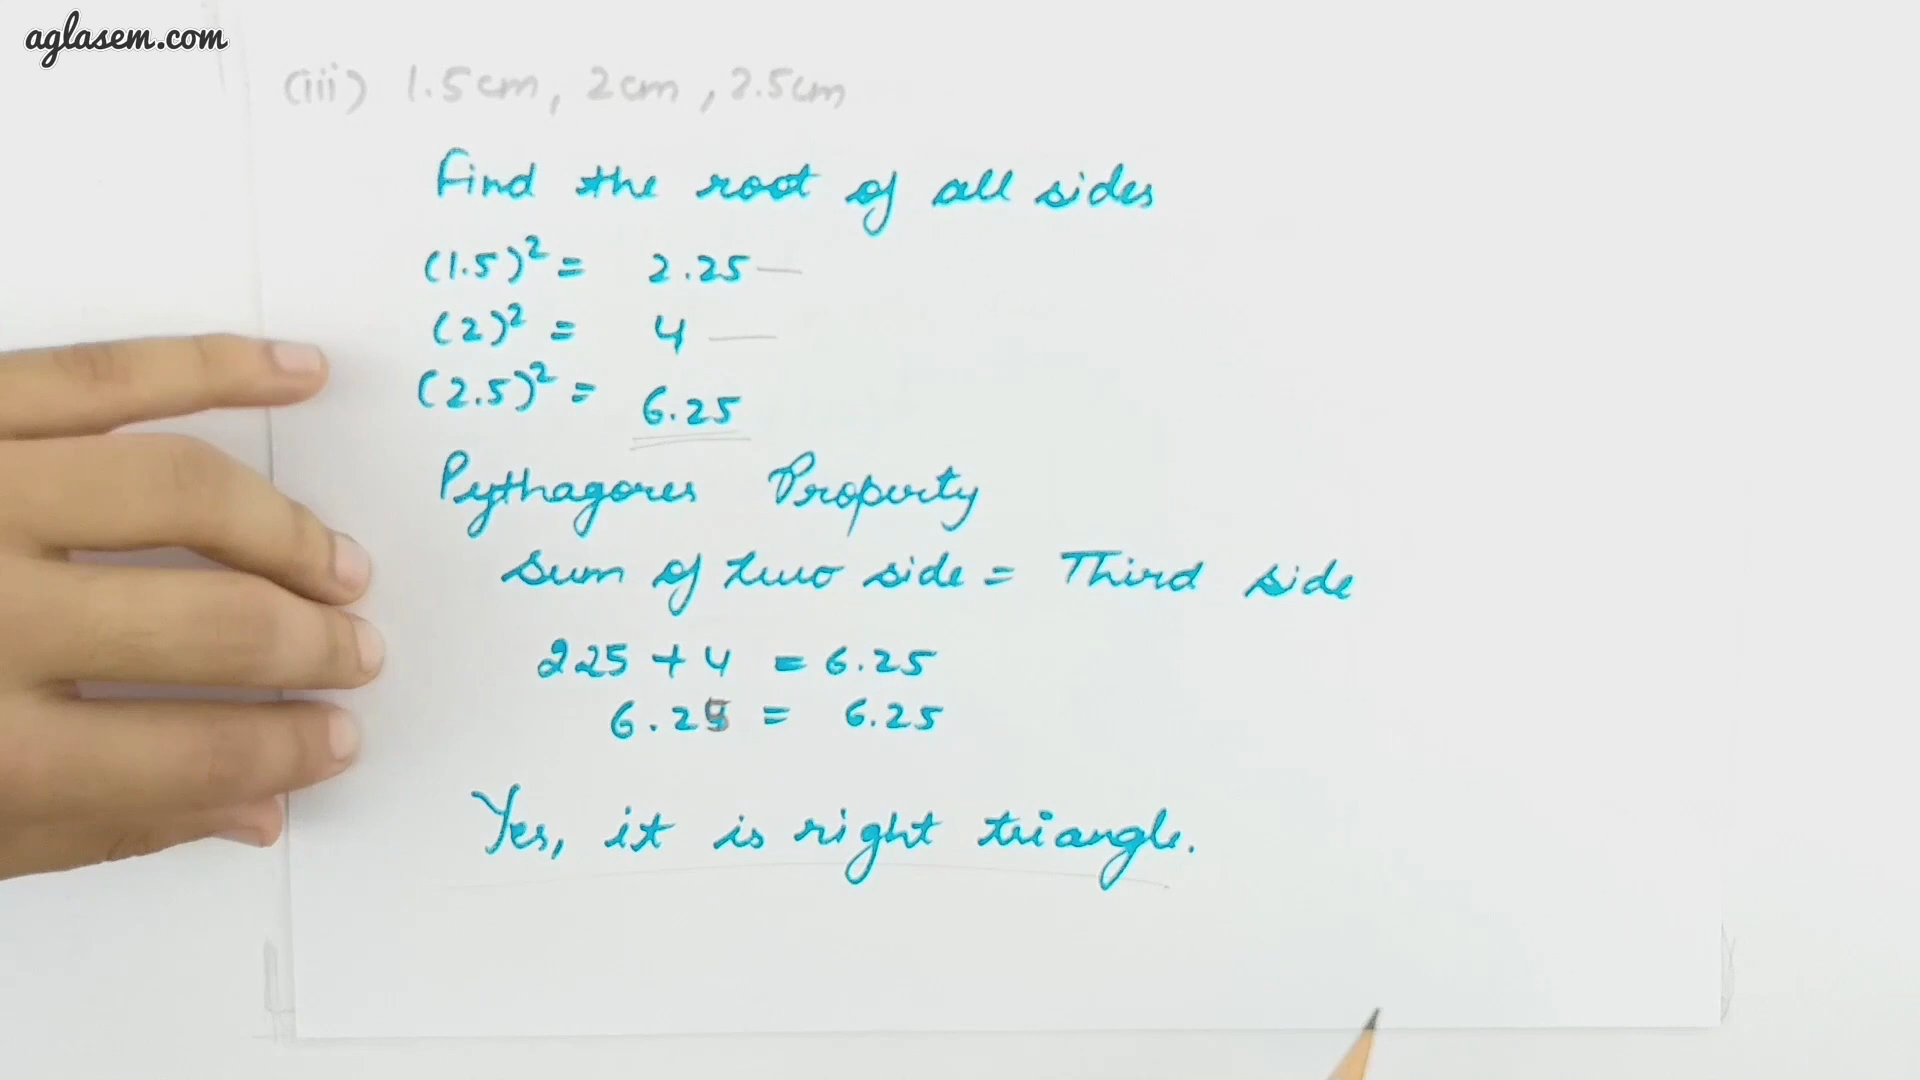 aglasem.com
(iii) 1.5cm, 2cm, 2.5cm
Find the root of all sides
(1.5)² = 2.25
(2)² = 4
(2.5)² = 6.25
Pythagores Property
sum of two side = Third side
225 + 4 = 6.25
6.25 = 6.25
Yes, it is right triangle.